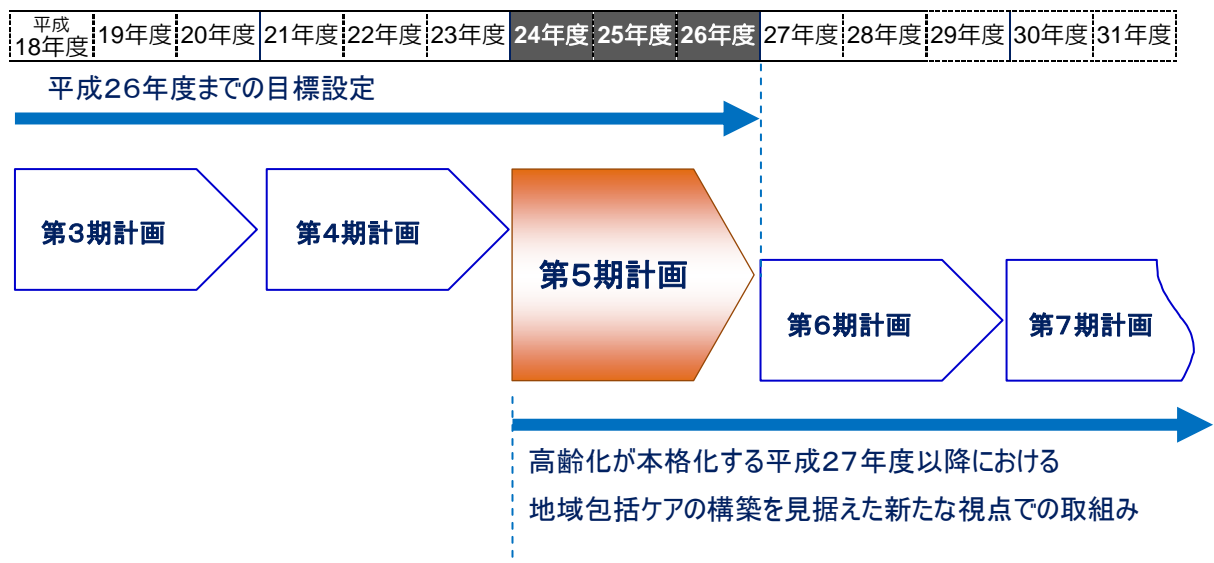 平成
18年度 19年度 20年度 21年度 22年度 23年度 24年度 25年度 26年度 27年度 28年度 29年度 30年度 31年度
平成26年度までの目標設定
第3期計画 第4期計画
第5期計画
第6期計画 第7期計画
高齢化が本格化する平成27年度以降における
地域包括ケアの構築を見据えた新たな視点での取組み